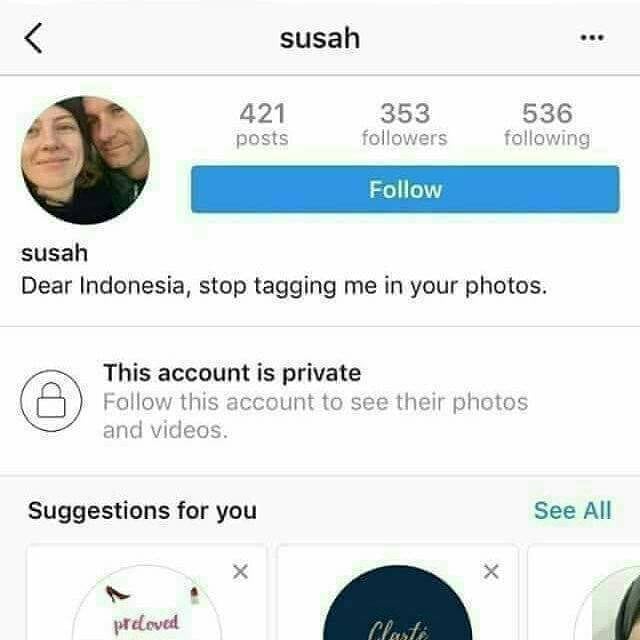 susah
421 353 536
posts followers following
Follow
susah
Dear Indonesia, stop tagging me in your photos.
This account is private
Follow this account to see their photos
and videos.
Suggestions for you See All
preloved
Clarté